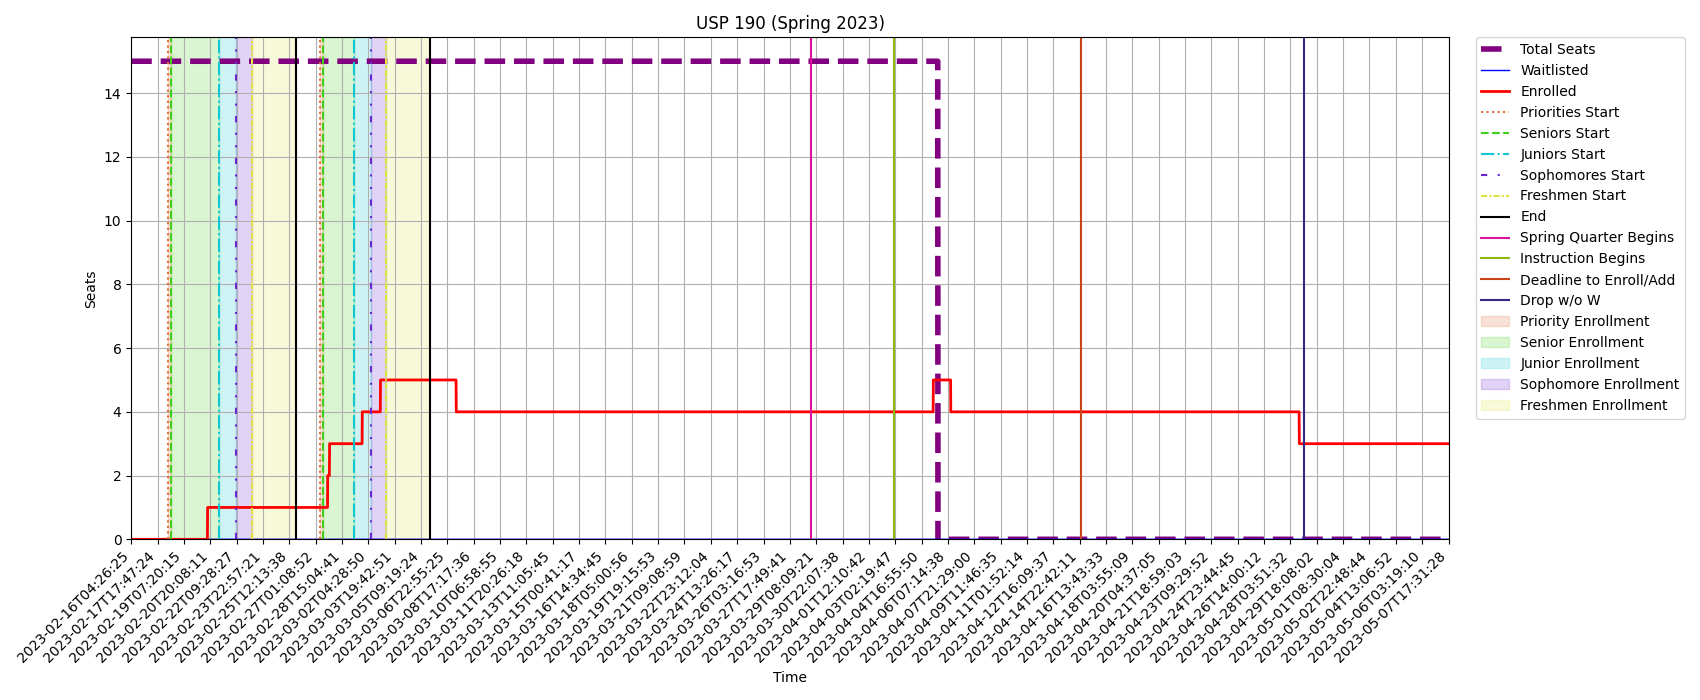 USP 190 (Spring 2023)
Seats
14
12
10
8
6
4
2
0
2023-02-16T04:26:25
2023-02-17T17:47:24
2023-02-19T07:20:15
2023-02-20T20:08:11
2023-02-22T09:28:27
2023-02-23T22:57:21
2023-02-25T12:13:38
2023-02-27T01:08:52
2023-02-28T15:04:41
2023-03-02T04:28:50
2023-03-03T19:42:51
2023-03-05T09:19:24
2023-03-06T22:55:25
2023-03-08T17:17:36
2023-03-10T06:58:55
2023-03-11T20:26:18
2023-03-13T11:05:45
2023-03-15T00:41:17
2023-03-16T14:34:45
2023-03-18T05:00:56
2023-03-19T19:15:53
2023-03-21T09:08:59
2023-03-22T23:12:04
2023-03-24T13:26:17
2023-03-26T03:16:53
2023-03-27T17:49:41
2023-03-29T08:09:21
2023-03-30T22:07:38
2023-04-01T12:10:42
2023-04-03T02:19:47
2023-04-04T16:55:50
2023-04-06T07:14:38
2023-04-07T21:29:00
2023-04-09T11:46:35
2023-04-11T01:52:14
2023-04-12T16:09:37
2023-04-14T22:42:11
2023-04-16T13:43:33
2023-04-18T03:55:09
2023-04-20T04:37:05
2023-04-21T18:59:03
2023-04-23T09:29:52
2023-04-24T23:44:45
2023-04-26T14:00:12
2023-04-28T03:51:32
2023-04-29T18:08:02
2023-05-01T08:30:04
2023-05-02T22:48:44
2023-05-04T13:06:52
2023-05-06T03:19:10
2023-05-07T17:31:28
Time
Total Seats
Waitlisted
Enrolled
Priorities Start
Seniors Start
Juniors Start
Sophomores Start
Freshmen Start
End
Spring Quarter Begins
Instruction Begins
Deadline to Enroll/Add
Drop w/o W
Priority Enrollment
Senior Enrollment
Junior Enrollment
Sophomore Enrollment
Freshmen Enrollment